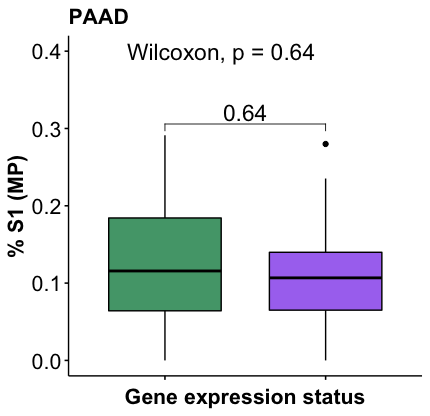 PAAD
Wilcoxon, p = 0.64
0.64
0.4
0.3
0.2
0.1
0.0
% S1 (MP)
Gene expression status